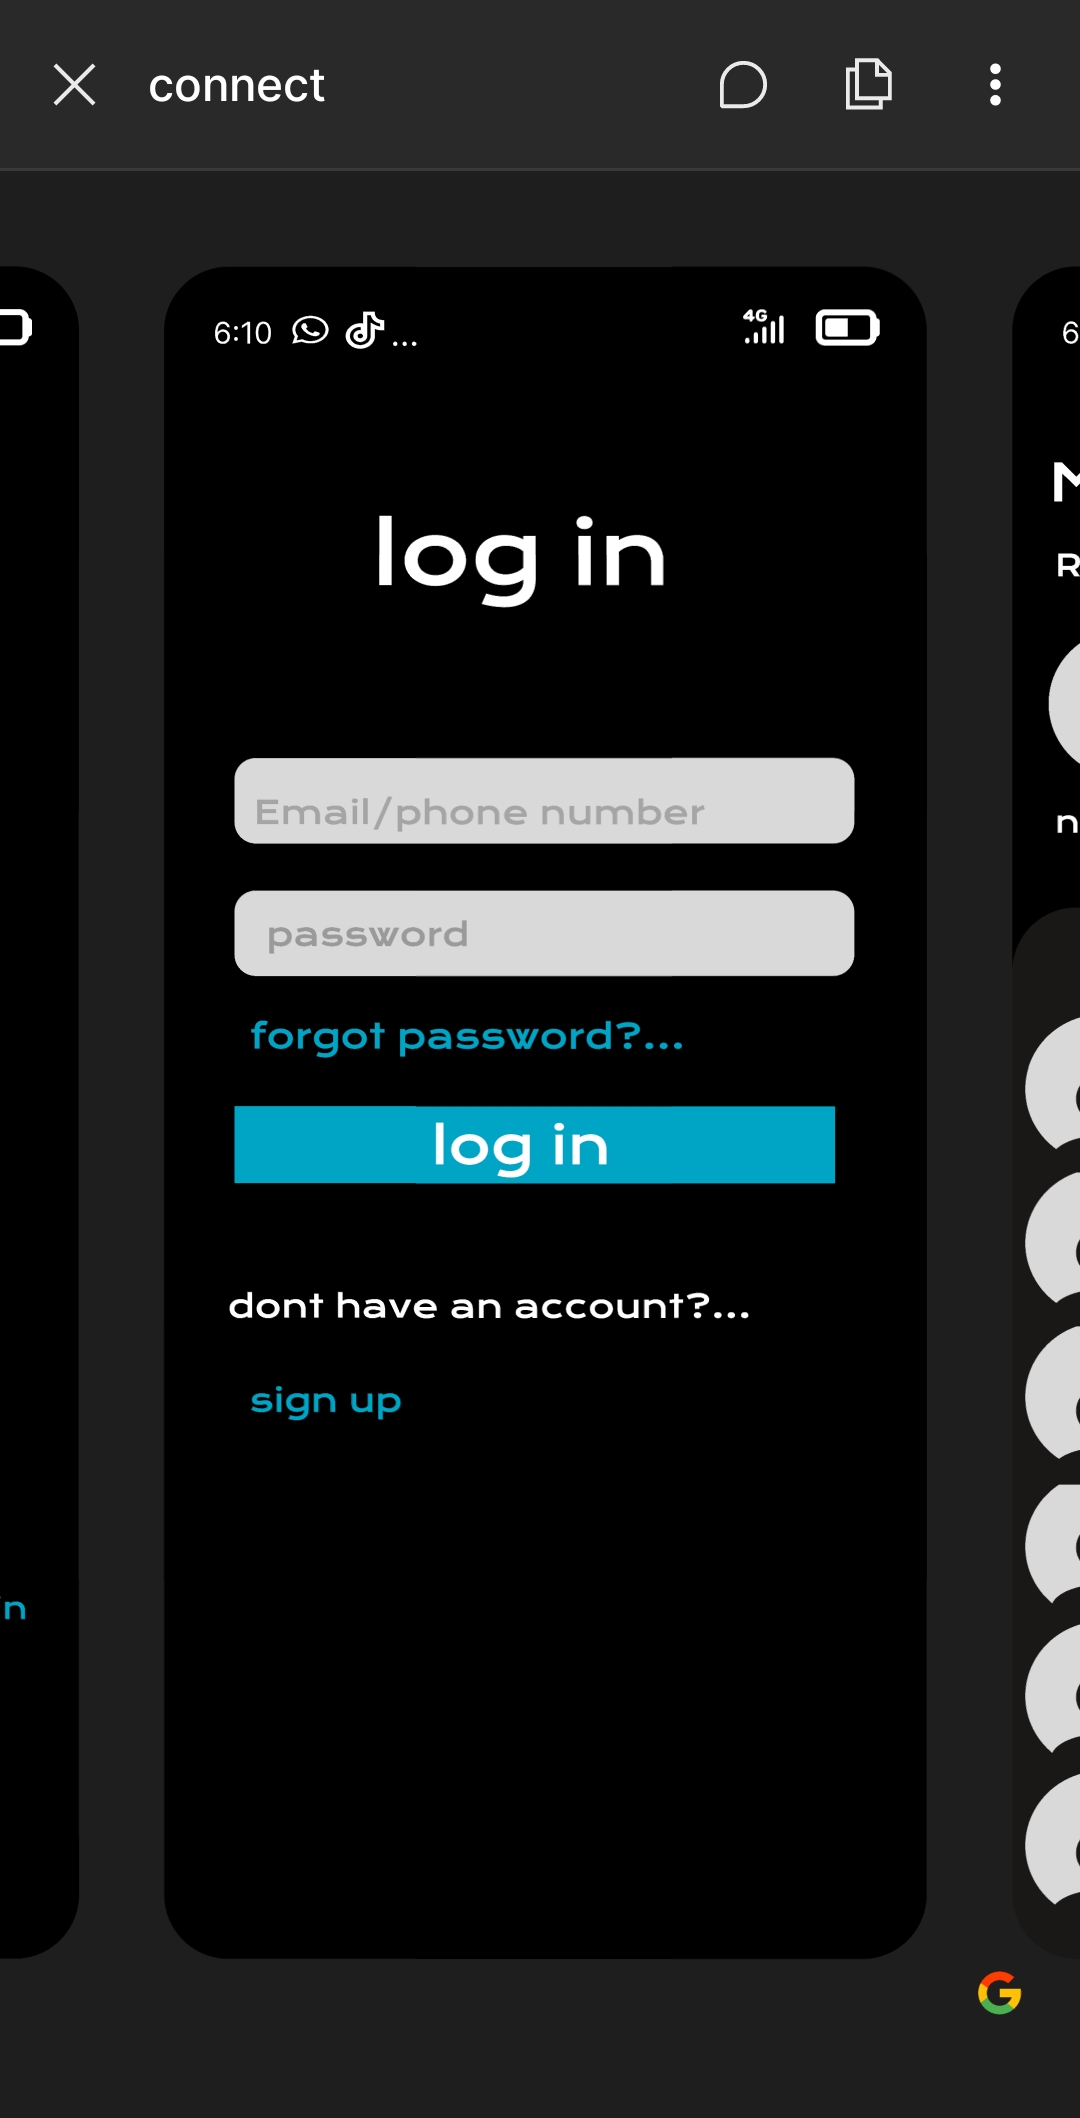 connect
6:10 ...
4G
log in
Email/phone number
password
forgot password?...
log in
dont have an account?...
sign up
in
6
M
R
n